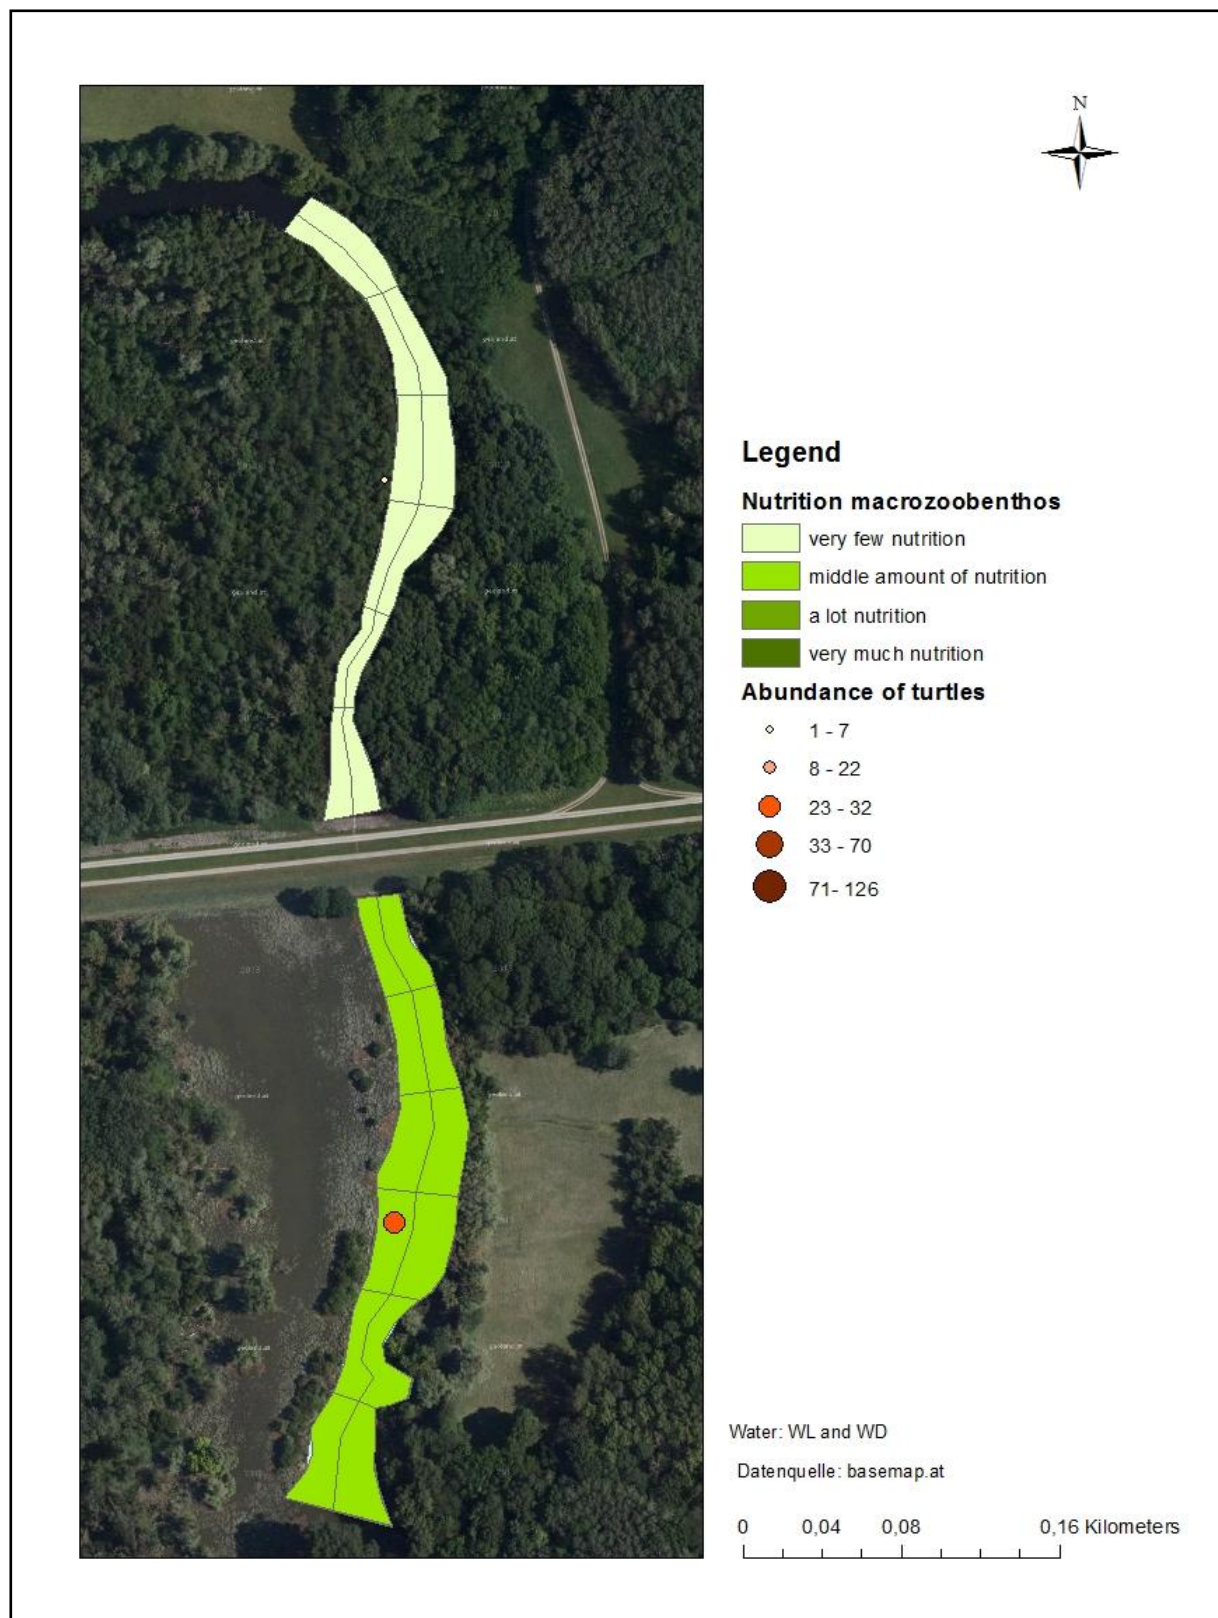 N
Legend
Nutrition macrozoobenthos
very few nutrition
middle amount of nutrition
a lot nutrition
very much nutrition
Abundance of turtles
1 - 7
8 - 22
23 - 32
33 - 70
71- 126
Water: WL and WD
Datenquelle: basemap.at
0 0,04 0,08 0,16 Kilometers